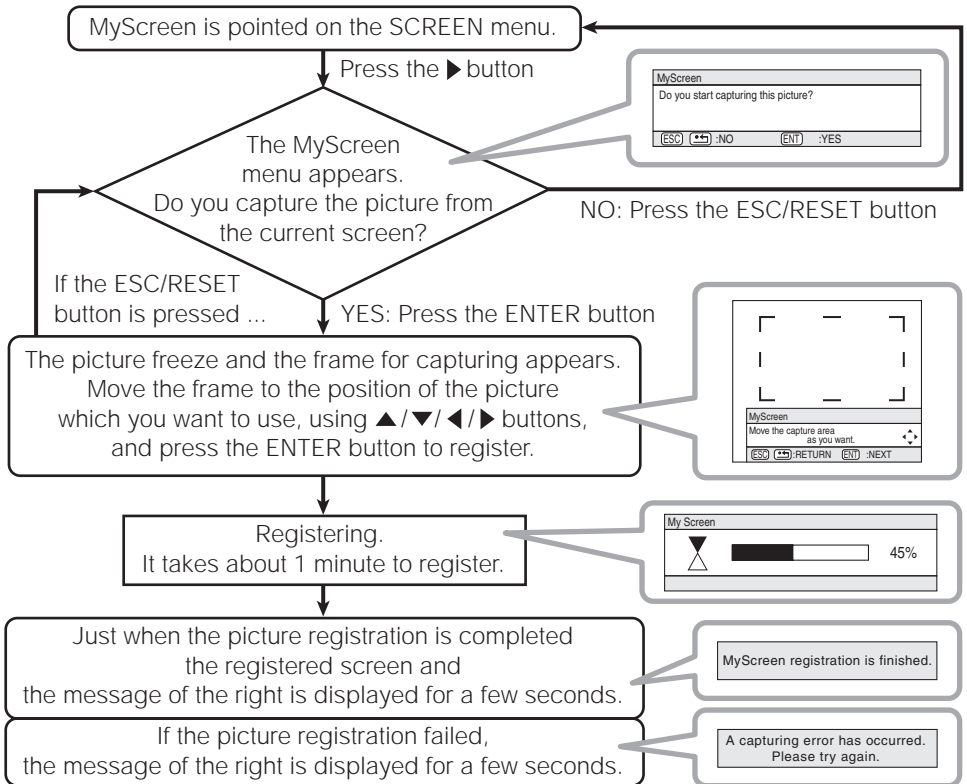 MyScreen is pointed on the SCREEN menu.
Press the ▶ button
MyScreen
Do you start capturing this picture?
ESC :NO ENT :YES
The MyScreen
menu appears.
Do you capture the picture from
the current screen?
NO: Press the ESC/RESET button
If the ESC/RESET
button is pressed ...
YES: Press the ENTER button
The picture freeze and the frame for capturing appears.
Move the frame to the position of the picture
which you want to use, using ▲/▼/◀/▶ buttons,
and press the ENTER button to register.
MyScreen
Move the capture area
as you want.
ESC :RETURN ENT :NEXT
Registering.
It takes about 1 minute to register.
My Screen
45%
Just when the picture registration is completed
the registered screen and
the message of the right is displayed for a few seconds.
MyScreen registration is finished.
If the picture registration failed,
the message of the right is displayed for a few seconds.
A capturing error has occurred.
Please try again.